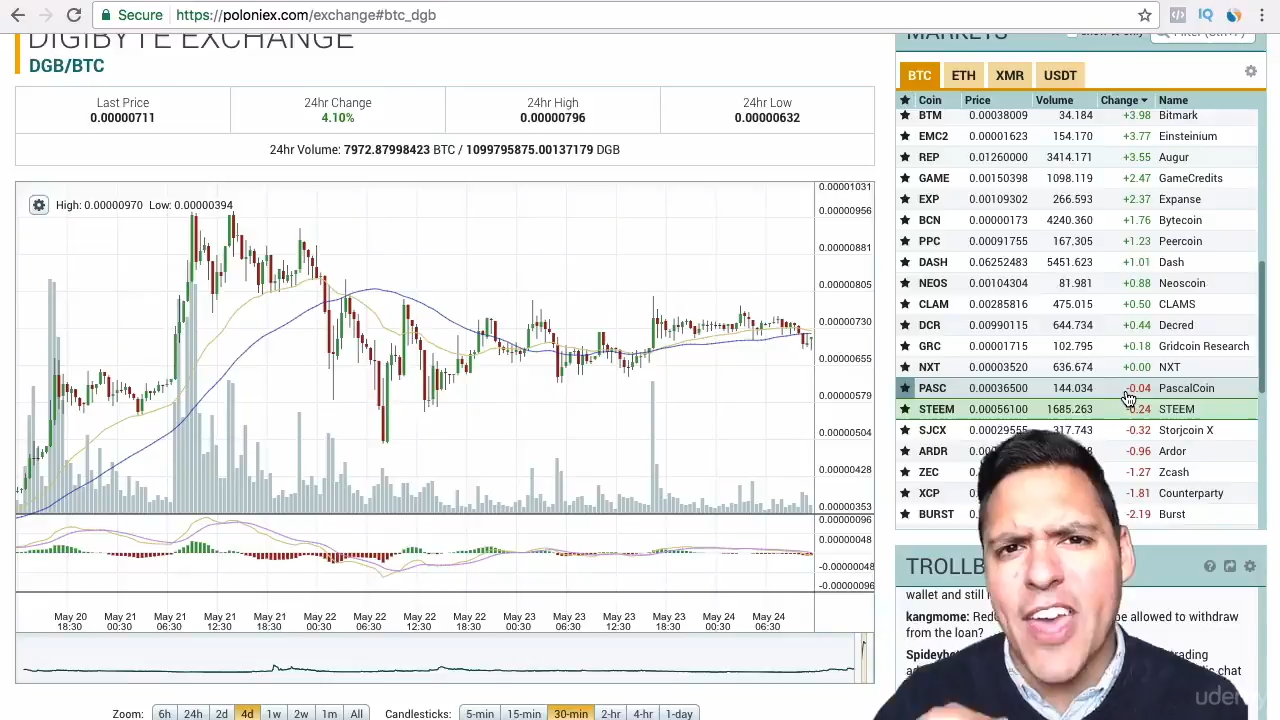 Secure https://poloniex.com/exchange#btc_dgb
DIGIBYTE EXCHANGE
DGB/BTC
Last Price
0.00000711
24hr Change
4.10%
24hr High
0.00000796
24hr Low
0.00000632
24hr Volume: 7972.87998423 BTC / 1099795875.00137179 DGB
High: 0.00000970 Low: 0.00000394
0.00001031
0.00000956
0.00000881
0.00000805
0.00000730
0.00000655
0.00000579
0.00000504
0.00000428
0.00000353
0.00000096
0.00000048
-0.00000048
-0.00000096
May 20 May 21 May 21 May 21 May 21 May 22 May 22 May 22 May 22 May 23 May 23 May 23 May 23 May 24 May 24
18:30 00:30 06:30 12:30 18:30 00:30 06:30 12:30 18:30 00:30 06:30 12:30 18:30 00:30 06:30
Zoom: 6h 24h 2d 4d 1w 2w 1m All Candlesticks: 5-min 15-min 30-min 2-hr 4-hr 1-day
MARKETS
BTC ETH XMR USDT
Coin Price Volume Change Name
BTM 0.00038009 34.184 +3.98 Bitmark
EMC2 0.00001623 154.170 +3.77 Einsteinium
REP 0.01260000 3414.171 +3.55 Augur
GAME 0.00150398 1098.119 +2.47 GameCredits
EXP 0.00109302 266.593 +2.37 Expanse
BCN 0.00000173 4240.360 +1.76 Bytecoin
PPC 0.00091755 167.305 +1.23 Peercoin
DASH 0.06252483 5451.623 +1.01 Dash
NEOS 0.00104304 81.981 +0.88 Neoscoin
CLAM 0.00285816 475.015 +0.50 CLAMS
DCR 0.00990115 644.734 +0.44 Decred
GRC 0.00001715 102.795 +0.18 Gridcoin Research
NXT 0.00003520 636.674 +0.00 NXT
PASC 0.00036500 144.034 -0.04 PascalCoin
STEEM 0.00056100 1685.263 -0.24 STEEM
SJCX 0.00029555 317.743 -0.32 Storjcoin X
ARDR -0.96 Ardor
ZEC -1.27 Zcash
XCP -1.81 Counterparty
BURST -2.19 Burst
wallet and still
kangmome: be allowed to withdraw
from the loan?
trading
chat
udemy